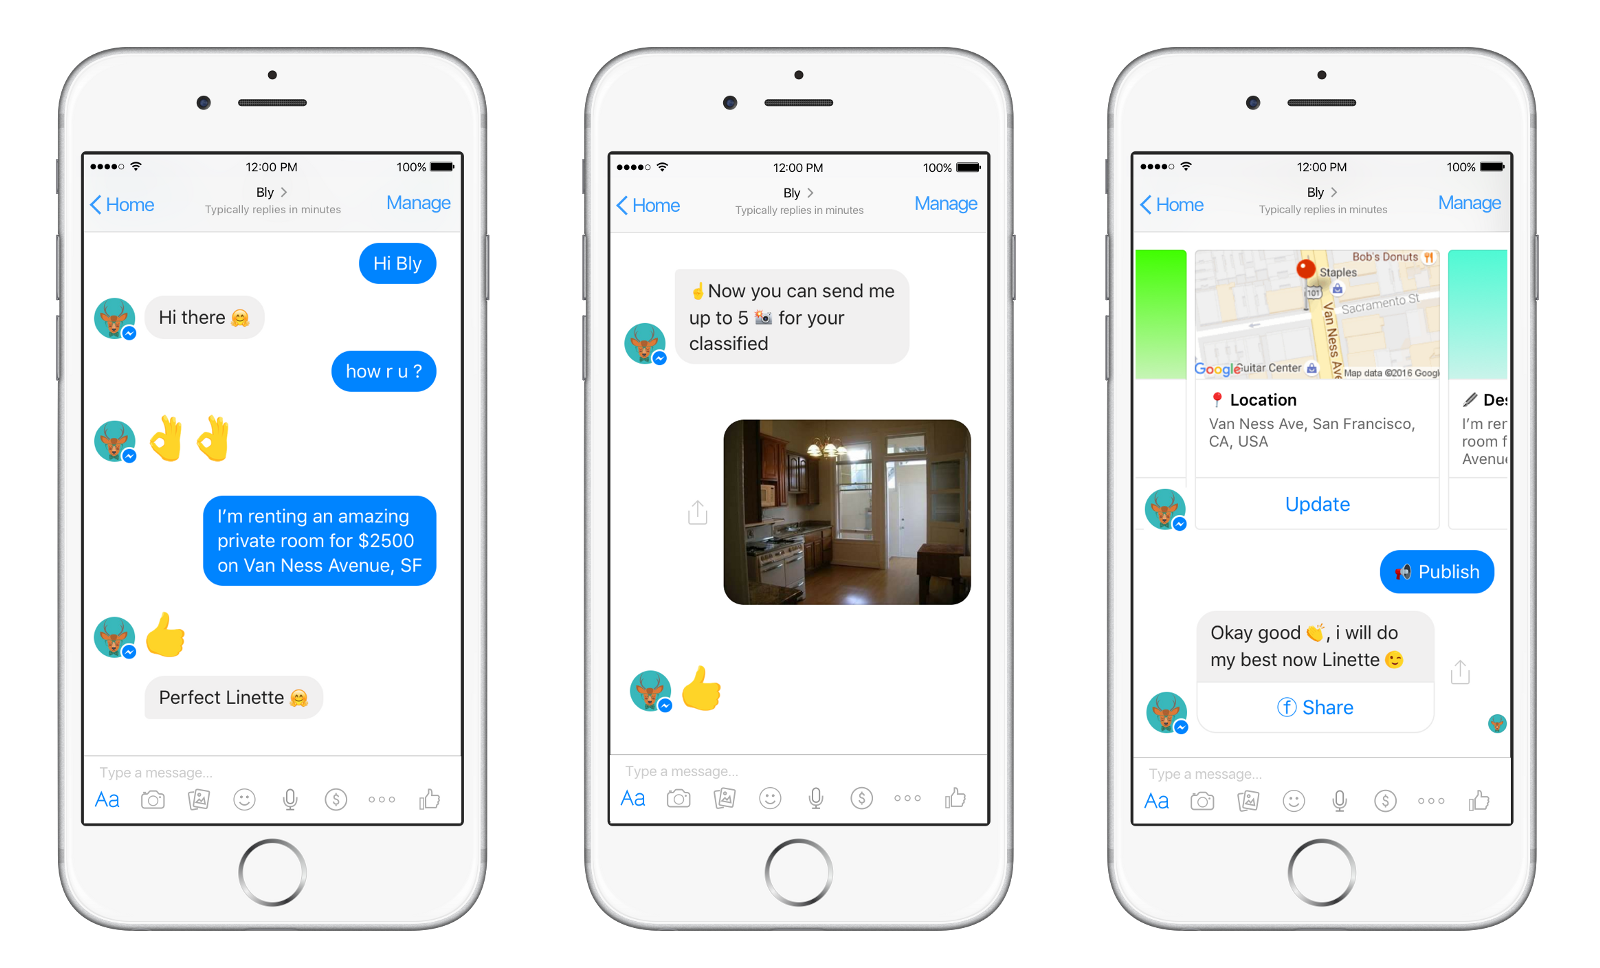 12:00 PM
100%
Home
Bly
Typically replies in minutes
Manage
Hi Bly
Hi there 🤗
how r u ?
👌👌
I'm renting an amazing
private room for $2500
on Van Ness Avenue, SF
👍
Perfect Linette 🤗
Type a message...
Aa
12:00 PM
100%
Home
Bly
Typically replies in minutes
Manage
☝Now you can send me
up to 5 📸 for your
classified
👍
Type a message...
Aa
12:00 PM
100%
Home
Bly
Typically replies in minutes
Manage
Bob's Donuts
Staples
101
Sacramento St
Van Ness Ave
Google
Guitar Center
Map data ©2016 Googl
📍 Location
Van Ness Ave, San Francisco,
CA, USA
Update
Des
I'm rer
room f
Avenue
📢 Publish
Okay good 👏, i will do
my best now Linette 😉
Share
Type a message...
Aa